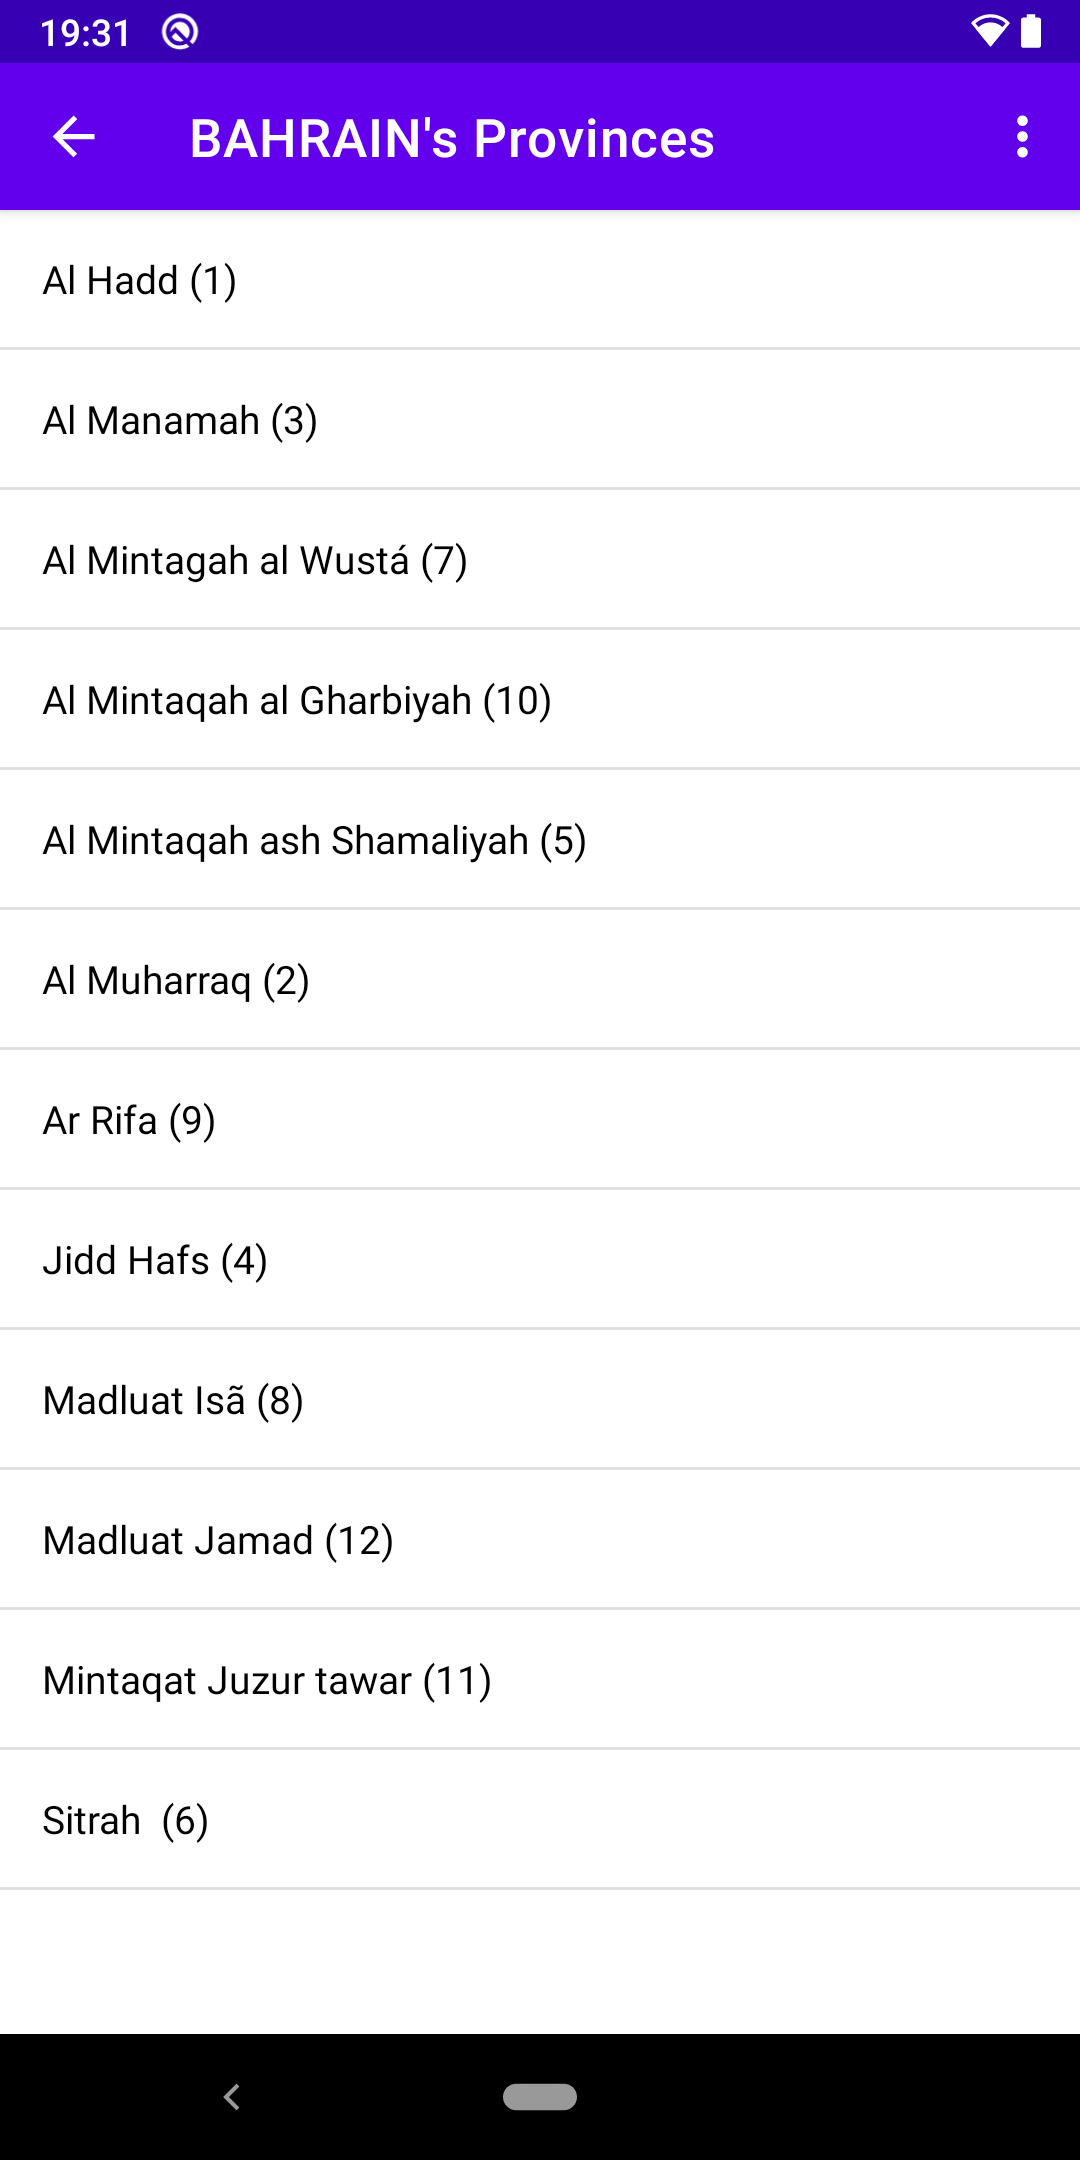 19:31
BAHRAIN's Provinces
Al Hadd (1)
Al Manamah (3)
Al Mintagah al Wustá (7)
Al Mintaqah al Gharbiyah (10)
Al Mintaqah ash Shamaliyah (5)
Al Muharraq (2)
Ar Rifa (9)
Jidd Hafs (4)
Madluat Isã (8)
Madluat Jamad (12)
Mintaqat Juzur tawar (11)
Sitrah  (6)